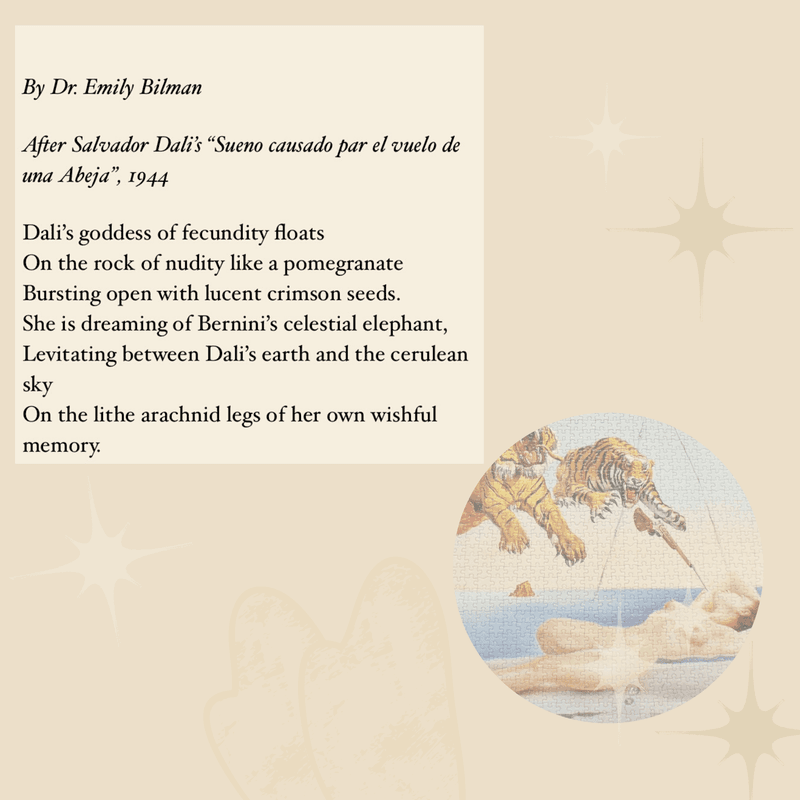 By Dr. Emily Bilman
After Salvador Dali’s “Sueno causado par el vuelo de
una Abeja”, 1944
Dali’s goddess of fecundity floats
On the rock of nudity like a pomegranate
Bursting open with lucent crimson seeds.
She is dreaming of Bernini’s celestial elephant,
Levitating between Dali’s earth and the cerulean
sky
On the lithe arachnid legs of her own wishful
memory.